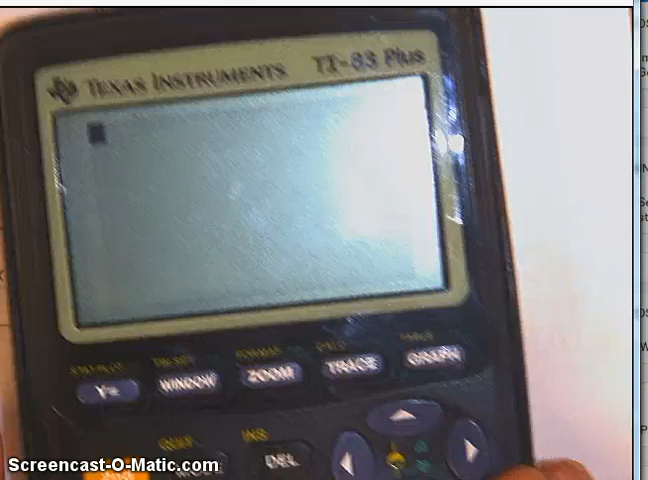 TEXAS INSTRUMENTS TI-83 Plus
STAT PLOT TBLSET FORMAT CALC TABLE
Y= WINDOW ZOOM TRACE GRAPH
QUIT INS
MODE DEL
Screencast-O-Matic.com